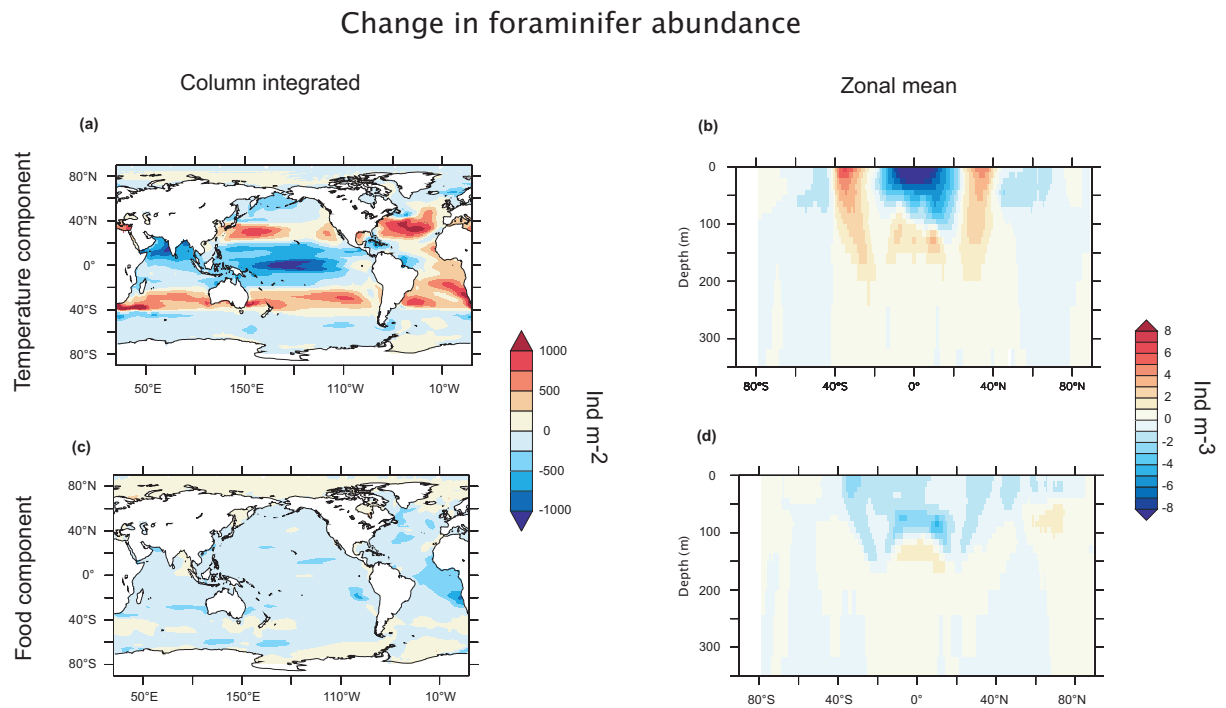 Change in foraminifer abundance
Column integrated
Zonal mean
(a)
(b)
Temperature component
80°N
40°N
0°
40°S
80°S
50°E
150°E
110°W
10°W
0
100
200
300
Depth (m)
80°S
40°S
0°
40°N
80°N
1000
500
0
-500
-1000
Ind m-2
8
6
4
2
0
-2
-4
-6
-8
Ind m-3
(c)
(d)
Food component
80°N
40°N
0°
40°S
80°S
50°E
150°E
110°W
10°W
0
100
200
300
Depth (m)
80°S
40°S
0°
40°N
80°N